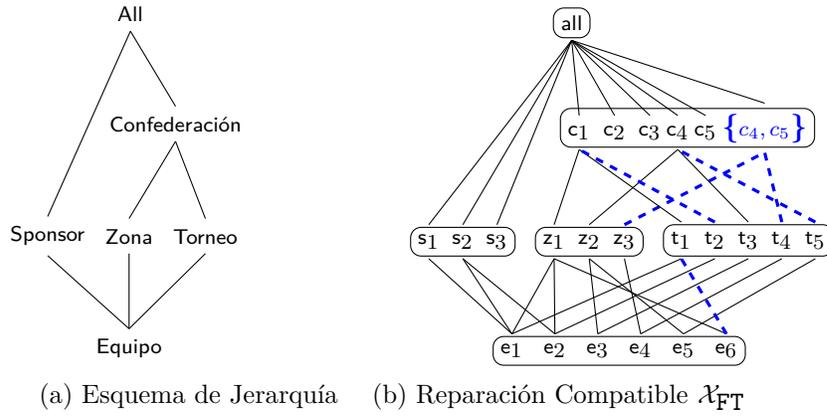 All
Confederación
Sponsor Zona Torneo
Equipo
(a) Esquema de Jerarquía
all
c1 c2 c3 c4 c5 {c4, c5}
s1 s2 s3 z1 z2 z3 t1 t2 t3 t4 t5
e1 e2 e3 e4 e5 e6
(b) Reparación Compatible 𝒳FT